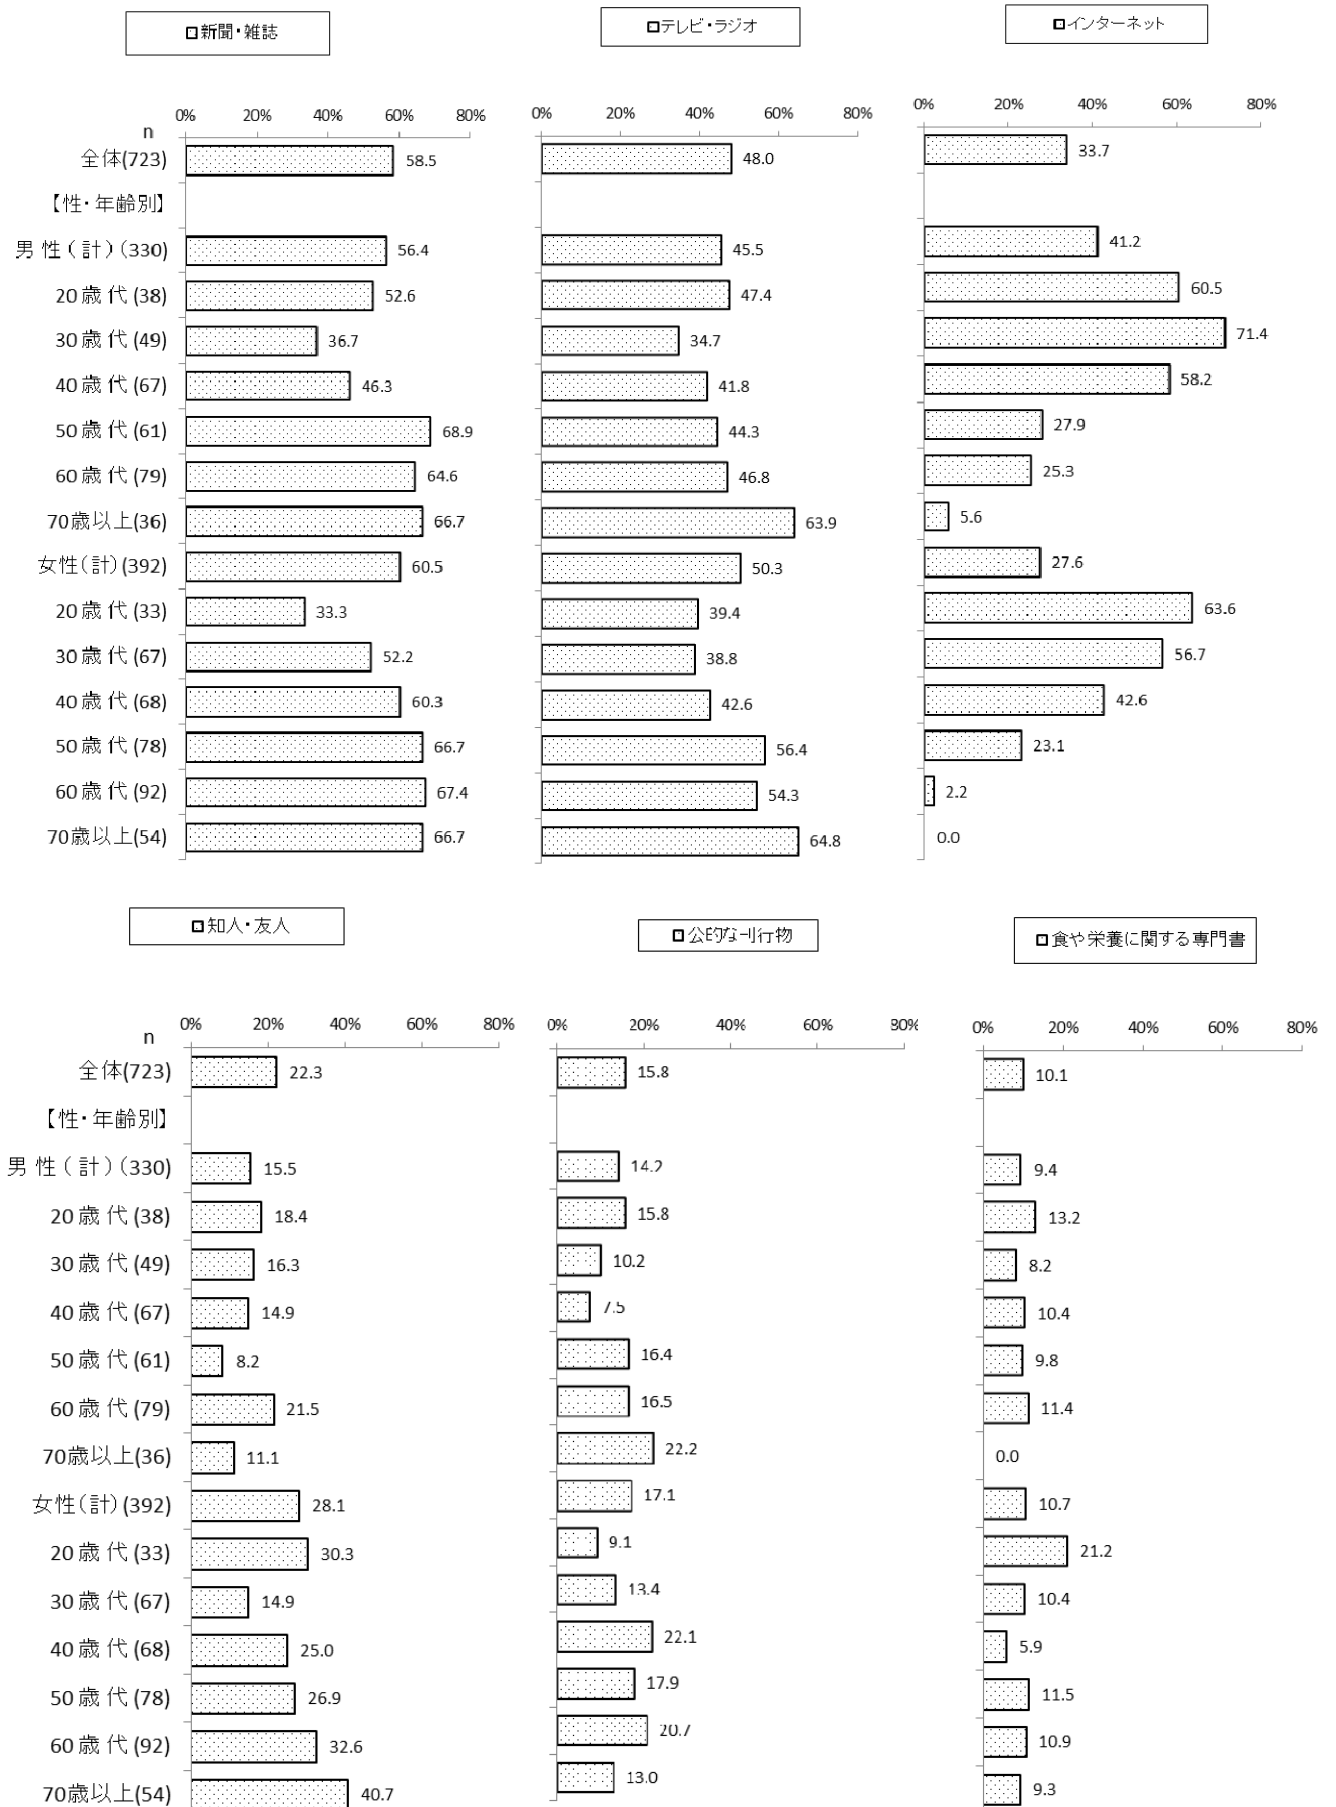 新聞・雑誌
テレビ・ラジオ
インターネット
0% 20% 40% 60% 80%
0% 20% 40% 60% 80%
0% 20% 40% 60% 80%
n
全体(723) 58.5 48.0 33.7
【性・年齢別】
男性(計)(330) 56.4 45.5 41.2
20歳代(38) 52.6 47.4 60.5
30歳代(49) 36.7 34.7 71.4
40歳代(67) 46.3 41.8 58.2
50歳代(61) 68.9 44.3 27.9
60歳代(79) 64.6 46.8 25.3
70歳以上(36) 66.7 63.9 5.6
女性(計)(392) 60.5 50.3 27.6
20歳代(33) 33.3 39.4 63.6
30歳代(67) 52.2 38.8 56.7
40歳代(68) 60.3 42.6 42.6
50歳代(78) 66.7 56.4 23.1
60歳代(92) 67.4 54.3 2.2
70歳以上(54) 66.7 64.8 0.0
知人・友人
公的な刊行物
食や栄養に関する専門書
0% 20% 40% 60% 80%
0% 20% 40% 60% 80%
0% 20% 40% 60% 80%
n
全体(723) 22.3 15.8 10.1
【性・年齢別】
男性(計)(330) 15.5 14.2 9.4
20歳代(38) 18.4 15.8 13.2
30歳代(49) 16.3 10.2 8.2
40歳代(67) 14.9 7.5 10.4
50歳代(61) 8.2 16.4 9.8
60歳代(79) 21.5 16.5 11.4
70歳以上(36) 11.1 22.2 0.0
女性(計)(392) 28.1 17.1 10.7
20歳代(33) 30.3 9.1 21.2
30歳代(67) 14.9 13.4 10.4
40歳代(68) 25.0 22.1 5.9
50歳代(78) 26.9 17.9 11.5
60歳代(92) 32.6 20.7 10.9
70歳以上(54) 40.7 13.0 9.3